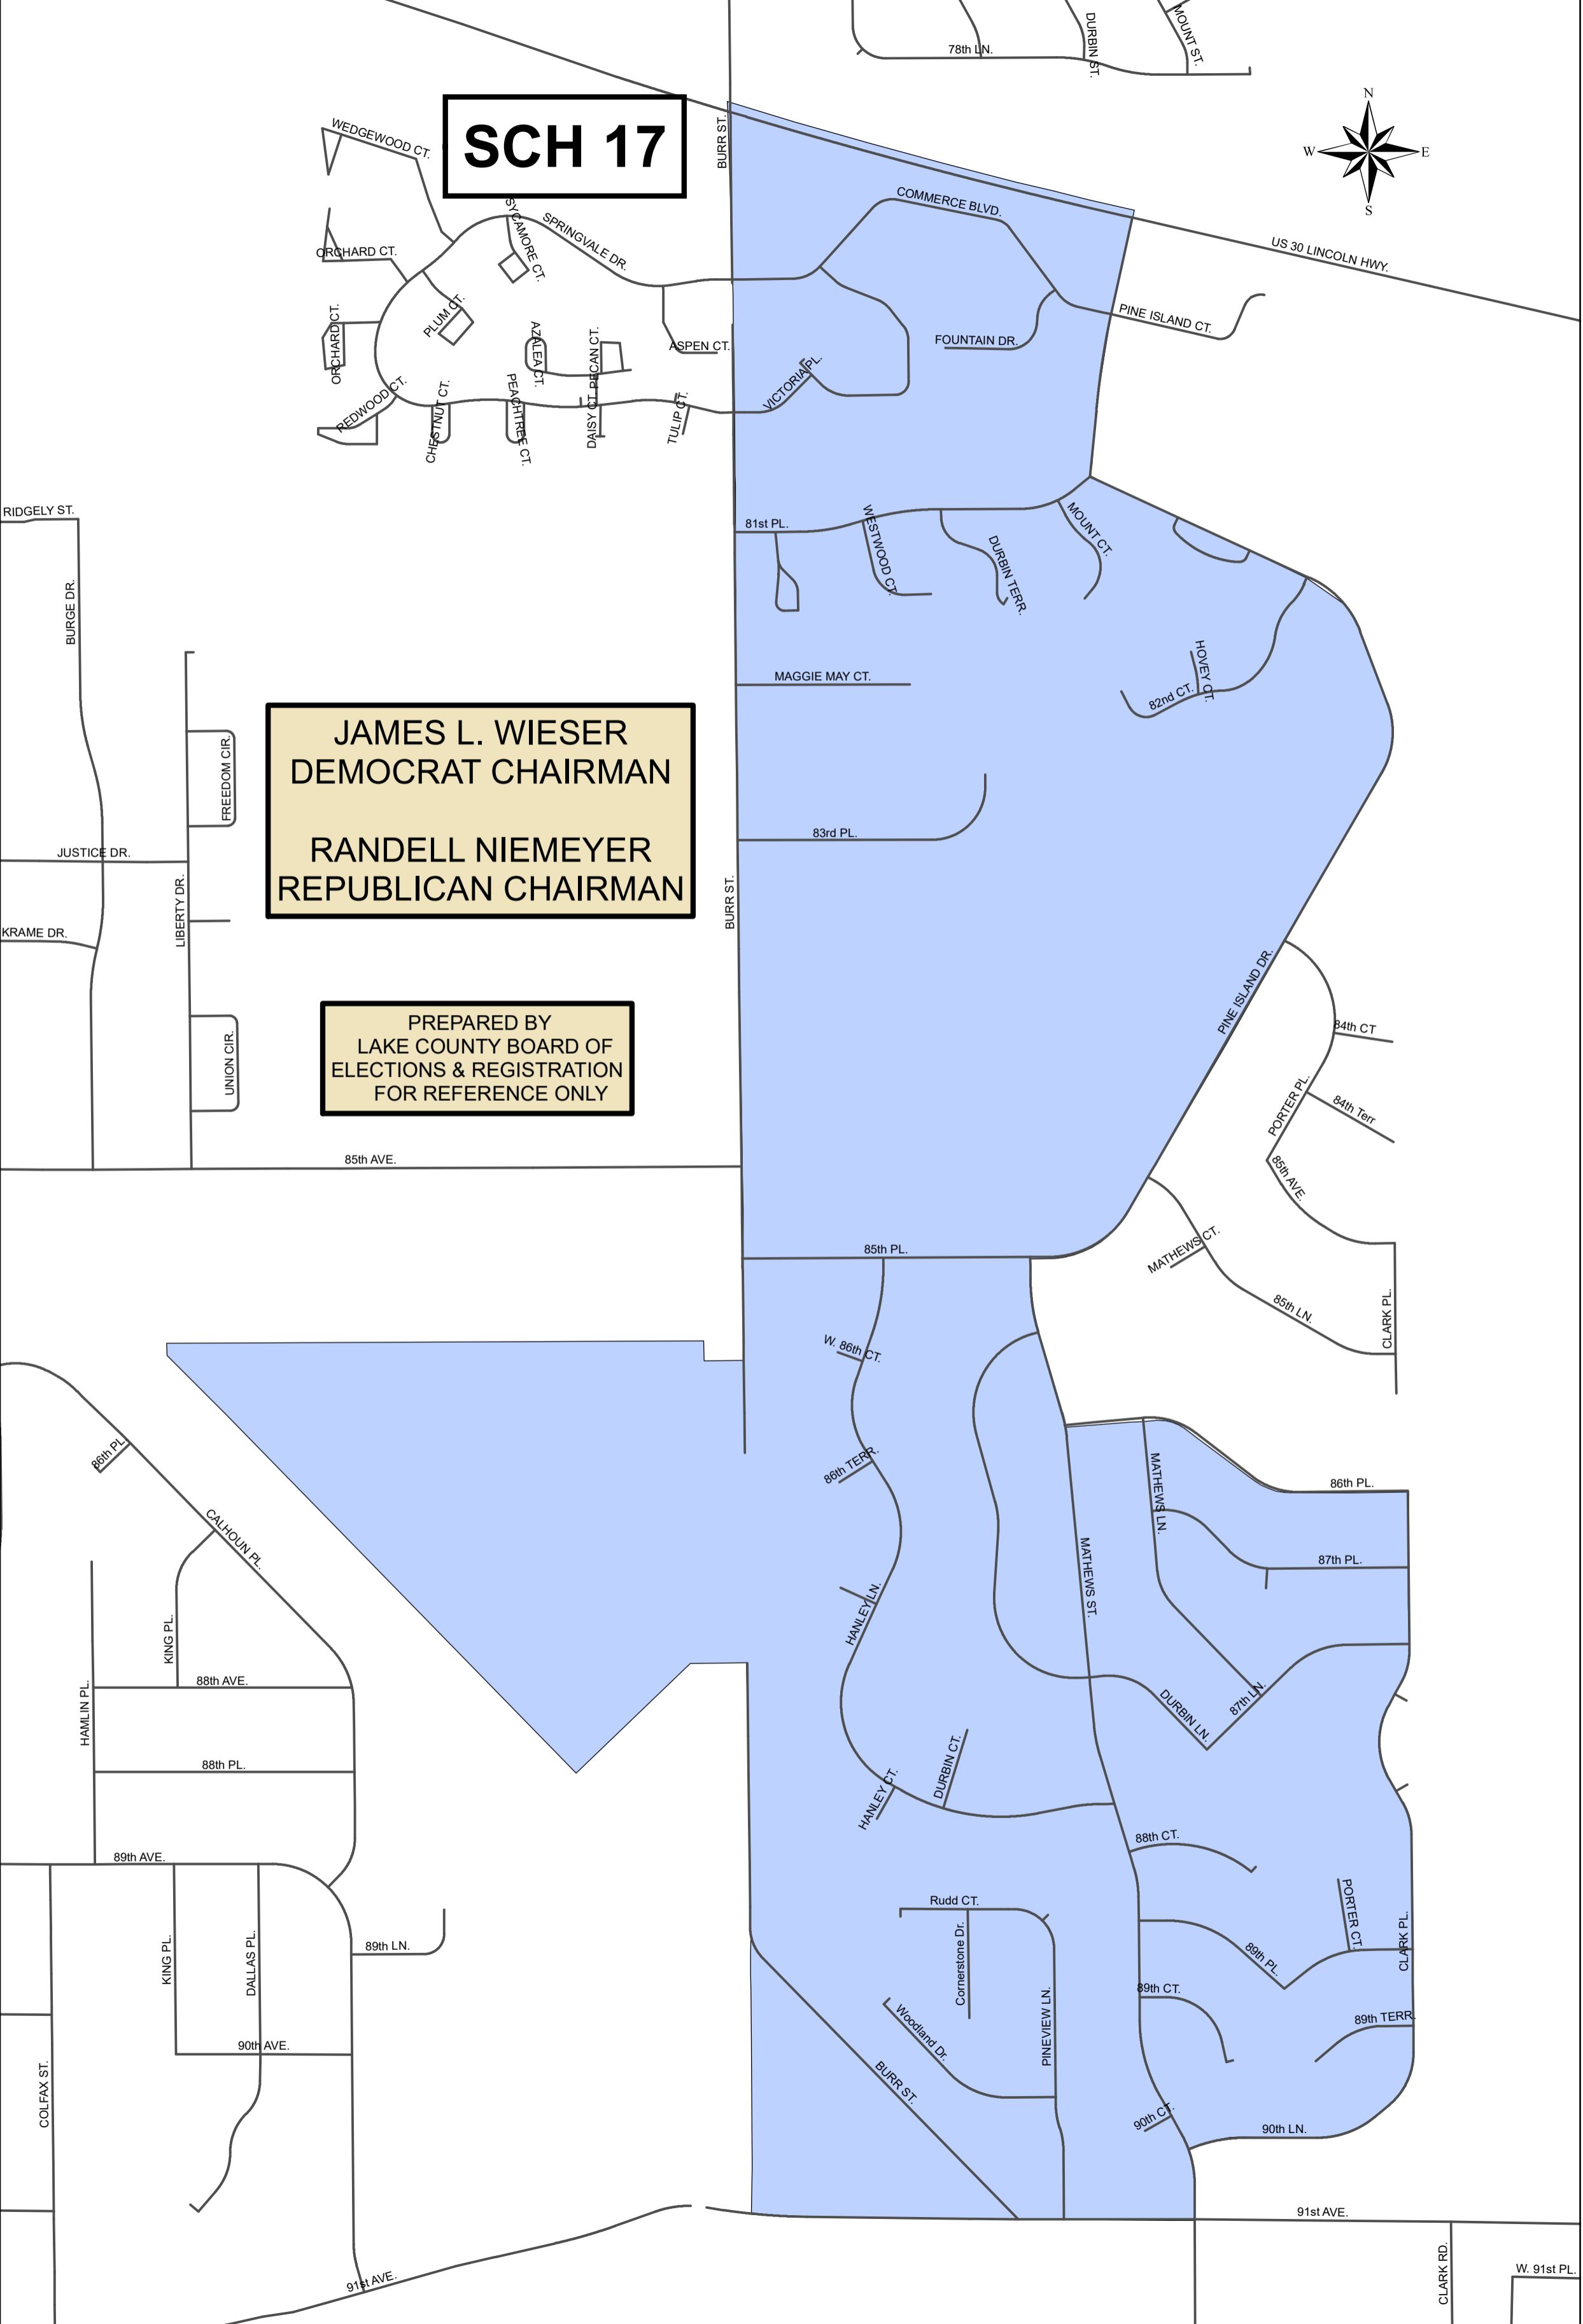 78th LN.
DURBIN ST.
MOUNT ST.
SCH 17
BURR ST.
N
W
E
S
WEDGEWOOD CT.
COMMERCE BLVD.
SYCAMORE CT.
SPRINGVALE DR.
ORCHARD CT.
US 30 LINCOLN HWY.
PLUM CT.
ORCHARD CT.
AZALEA CT.
PECAN CT.
ASPEN CT.
FOUNTAIN DR.
PINE ISLAND CT.
VICTORIA PL.
REDWOOD CT.
CHESTNUT CT.
PEACHTREE CT.
DAISY CT.
TULIP CT.
RIDGELY ST.
81st PL.
WESTWOOD CT.
DURBIN TERR.
MOUNT CT.
BURGE DR.
HOVEY CT.
MAGGIE MAY CT.
82nd CT.
JAMES L. WIESER
DEMOCRAT CHAIRMAN
RANDELL NIEMEYER
REPUBLICAN CHAIRMAN
FREEDOM CIR.
83rd PL.
JUSTICE DR.
LIBERTY DR.
BURR ST.
KRAME DR.
PINE ISLAND DR.
PREPARED BY
LAKE COUNTY BOARD OF
ELECTIONS & REGISTRATION
FOR REFERENCE ONLY
UNION CIR.
84th CT
PORTER PL.
84th Terr
85th AVE.
85th AVE.
85th PL.
MATHEWS CT.
85th LN.
CLARK PL.
W. 86th CT.
86th PL.
86th TERR.
MATHEWS LN.
86th PL.
CALHOUN PL.
MATHEWS ST.
87th PL.
HANLEY LN.
KING PL.
88th AVE.
HAMLIN PL.
DURBIN LN.
87th LN.
88th PL.
DURBIN CT.
HANLEY CT.
88th CT.
89th AVE.
Rudd CT.
PORTER CT.
CLARK PL.
KING PL.
DALLAS PL.
89th LN.
Cornerstone Dr.
89th PL.
89th CT.
Woodland Dr.
PINEVIEW LN.
89th TERR.
90th AVE.
COLFAX ST.
BURR ST.
90th CT.
90th LN.
91st AVE.
91st AVE.
CLARK RD.
W. 91st PL.